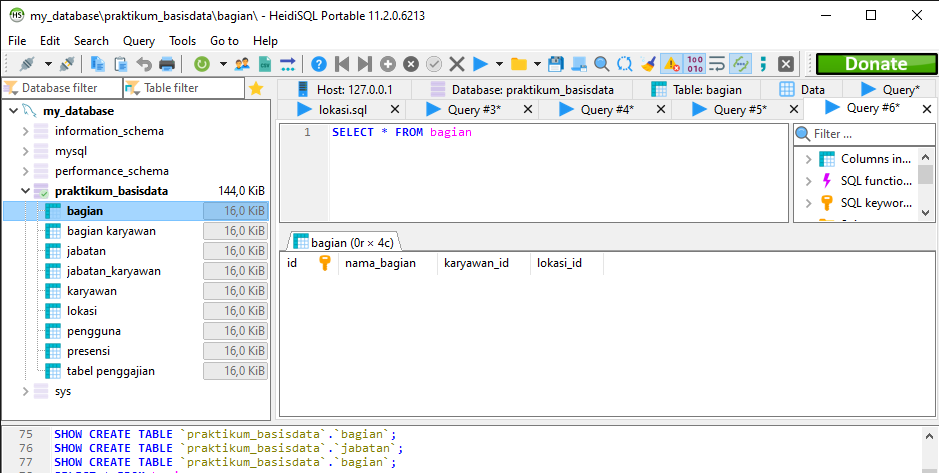 my_database\praktikum_basisdata\bagian\ - HeidiSQL Portable 11.2.0.6213
File Edit Search Query Tools Go to Help
Donate
Database filter Table filter
Host: 127.0.0.1 Database: praktikum_basisdata Table: bagian Data Query*
lokasi.sql Query #3* Query #4* Query #5* Query #6*
my_database
information_schema
mysql
performance_schema
praktikum_basisdata 144,0 KiB
bagian 16,0 KiB
bagian karyawan 16,0 KiB
jabatan 16,0 KiB
jabatan_karyawan 16,0 KiB
karyawan 16,0 KiB
lokasi 16,0 KiB
pengguna 16,0 KiB
presensi 16,0 KiB
tabel penggajian 16,0 KiB
sys
1 SELECT * FROM bagian
Filter ...
Columns in...
SQL functio...
SQL keywor...
bagian (0r × 4c)
id nama_bagian karyawan_id lokasi_id
75 SHOW CREATE TABLE `praktikum_basisdata`.`bagian`;
76 SHOW CREATE TABLE `praktikum_basisdata`.`jabatan`;
77 SHOW CREATE TABLE `praktikum_basisdata`.`bagian`;